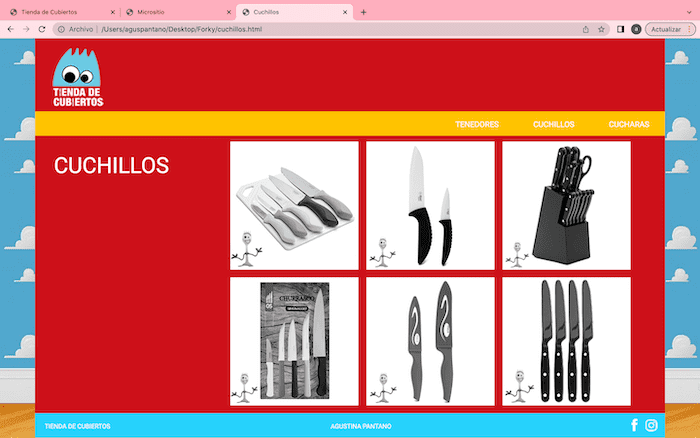 Tienda de Cubiertos
Micrositio
Cuchillos
Archivo | /Users/aguspantano/Desktop/Forky/cuchillos.html
a
Actualizar
TIENDA DE
CUBIERTOS
TENEDORES CUCHILLOS CUCHARAS
CUCHILLOS
CHURRASCO
TIENDA DE CUBIERTOS AGUSTINA PANTANO